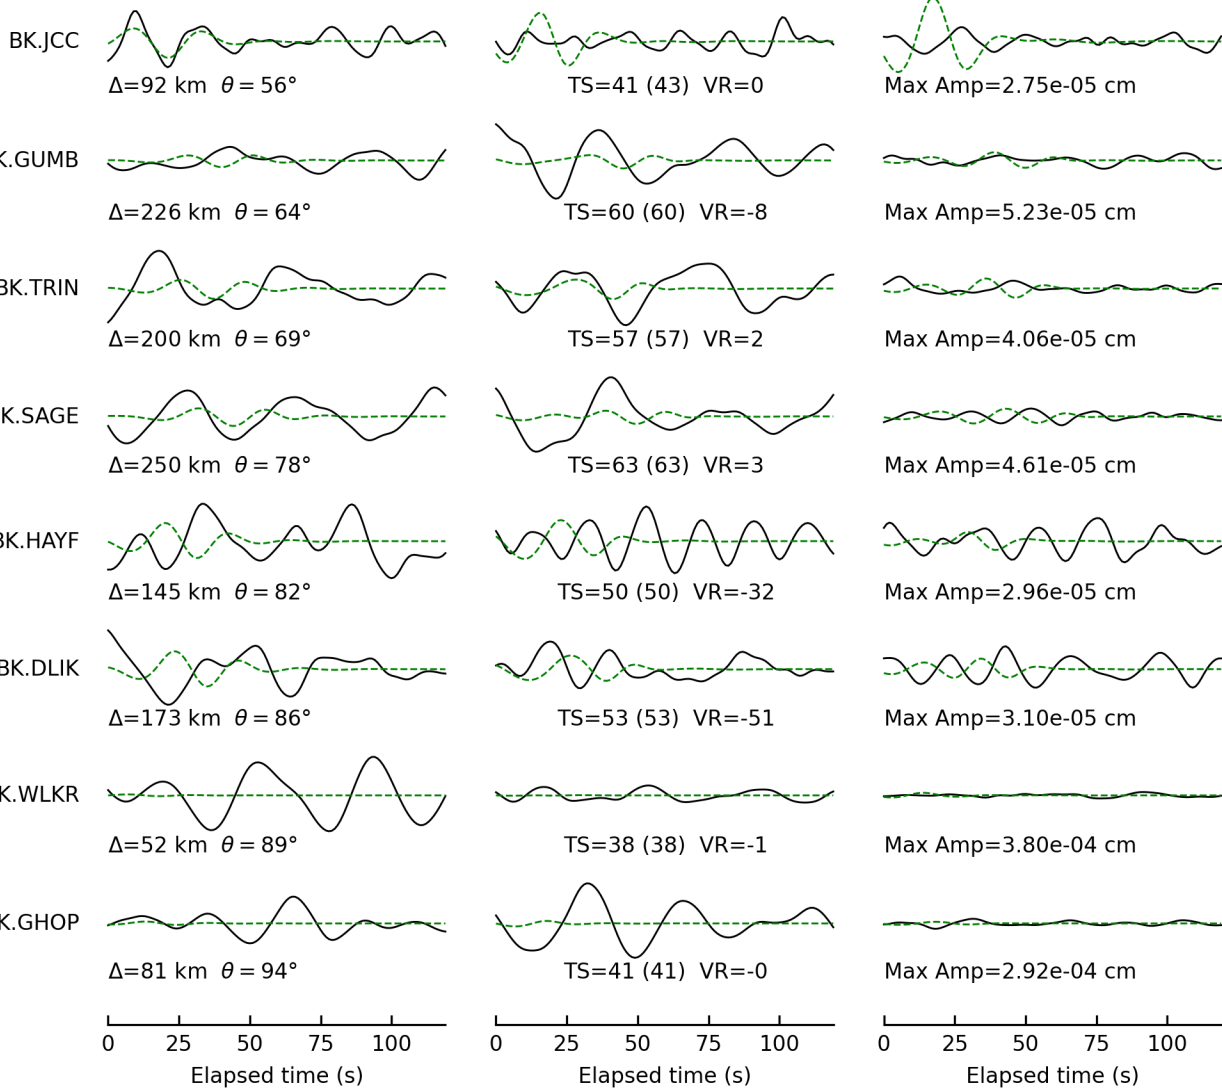 BK.JCC
Δ=92 km θ = 56° TS=41 (43) VR=0 Max Amp=2.75e-05 cm
K.GUMB
Δ=226 km θ = 64° TS=60 (60) VR=-8 Max Amp=5.23e-05 cm
BK.TRIN
Δ=200 km θ = 69° TS=57 (57) VR=2 Max Amp=4.06e-05 cm
K.SAGE
Δ=250 km θ = 78° TS=63 (63) VR=3 Max Amp=4.61e-05 cm
BK.HAYF
Δ=145 km θ = 82° TS=50 (50) VR=-32 Max Amp=2.96e-05 cm
BK.DLIK
Δ=173 km θ = 86° TS=53 (53) VR=-51 Max Amp=3.10e-05 cm
K.WLKR
Δ=52 km θ = 89° TS=38 (38) VR=-1 Max Amp=3.80e-04 cm
K.GHOP
Δ=81 km θ = 94° TS=41 (41) VR=-0 Max Amp=2.92e-04 cm
0 25 50 75 100 0 25 50 75 100 0 25 50 75 100
Elapsed time (s) Elapsed time (s) Elapsed time (s)